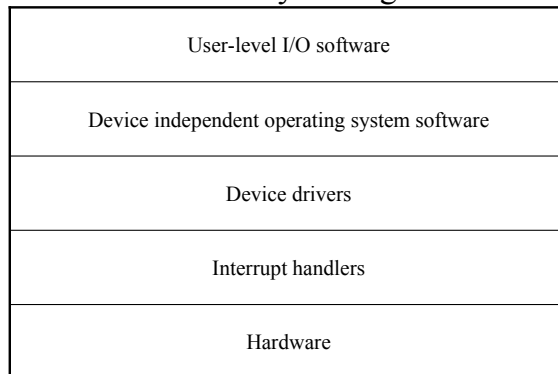 User-level I/O software
Device independent operating system software
Device drivers
Interrupt handlers
Hardware